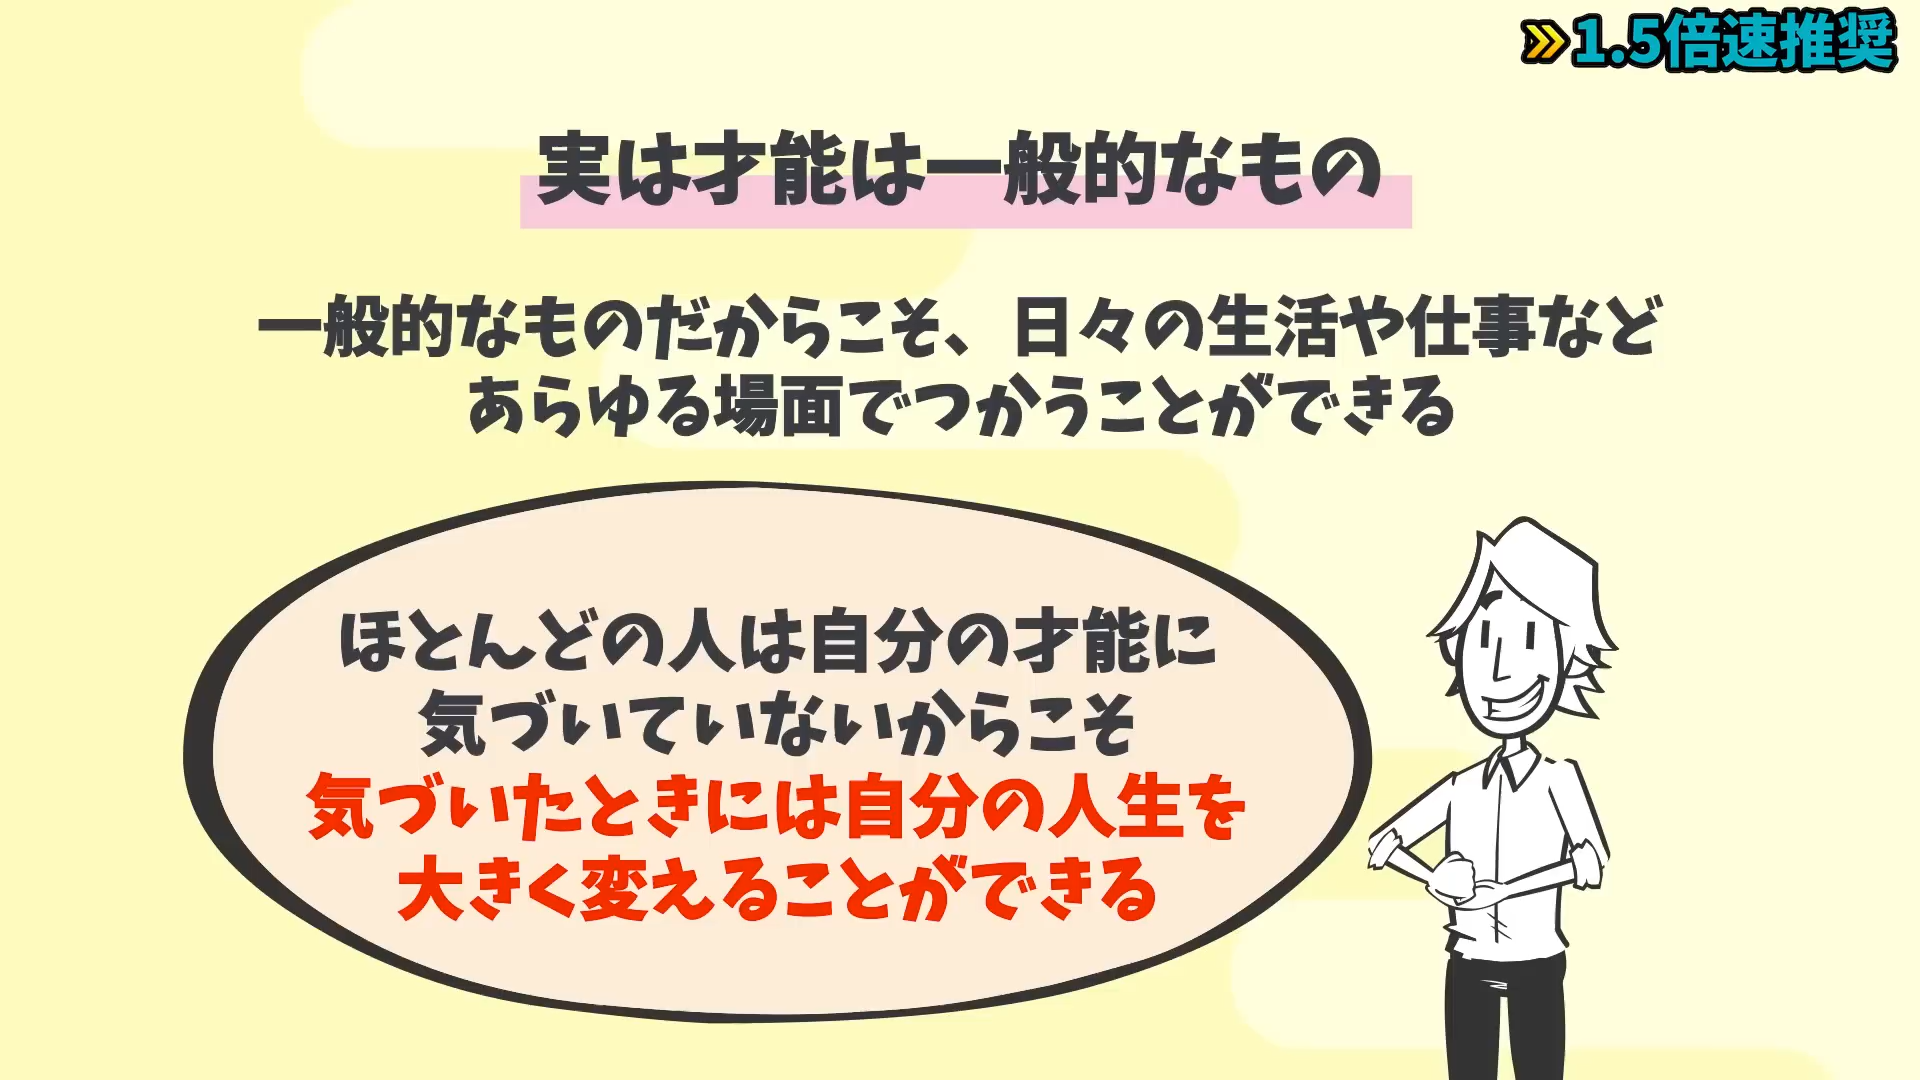 1.5倍速推奨
実は才能は一般的なもの
一般的なものだからこそ、日々の生活や仕事など
あらゆる場面でつかうことができる
ほとんどの人は自分の才能に
気づいていないからこそ
気づいたときには自分の人生を
大きく変えることができる